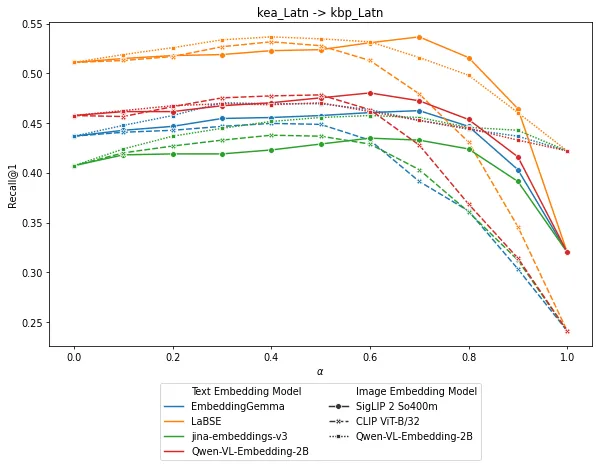 kea_Latn -> kbp_Latn
Recall@1
0.55
0.50
0.45
0.40
0.35
0.30
0.25
0.0
0.2
0.4
0.6
0.8
1.0
α
Text Embedding Model
EmbeddingGemma
LaBSE
jina-embeddings-v3
Qwen-VL-Embedding-2B
Image Embedding Model
SigLIP 2 So400m
CLIP ViT-B/32
Qwen-VL-Embedding-2B